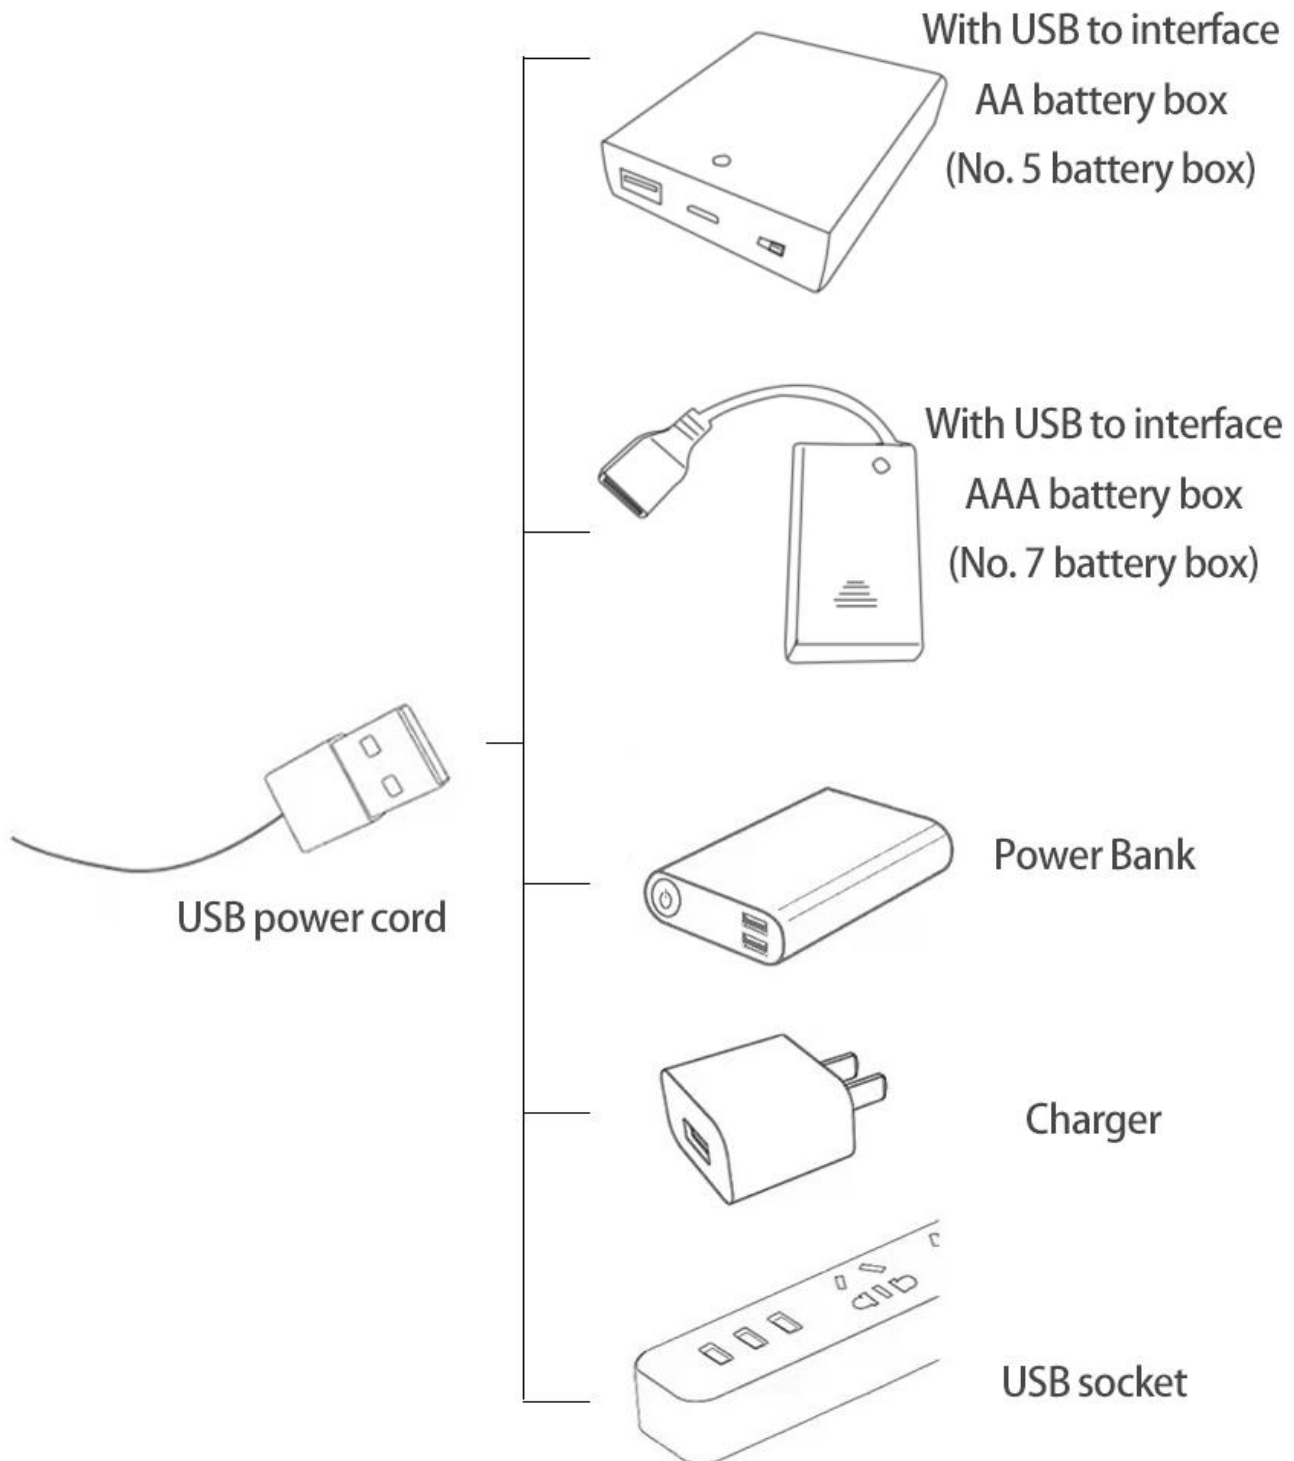 With USB to interface
AA battery box
(No. 5 battery box)
With USB to interface
AAA battery box
(No. 7 battery box)
Power Bank
USB power cord
Charger
USB socket